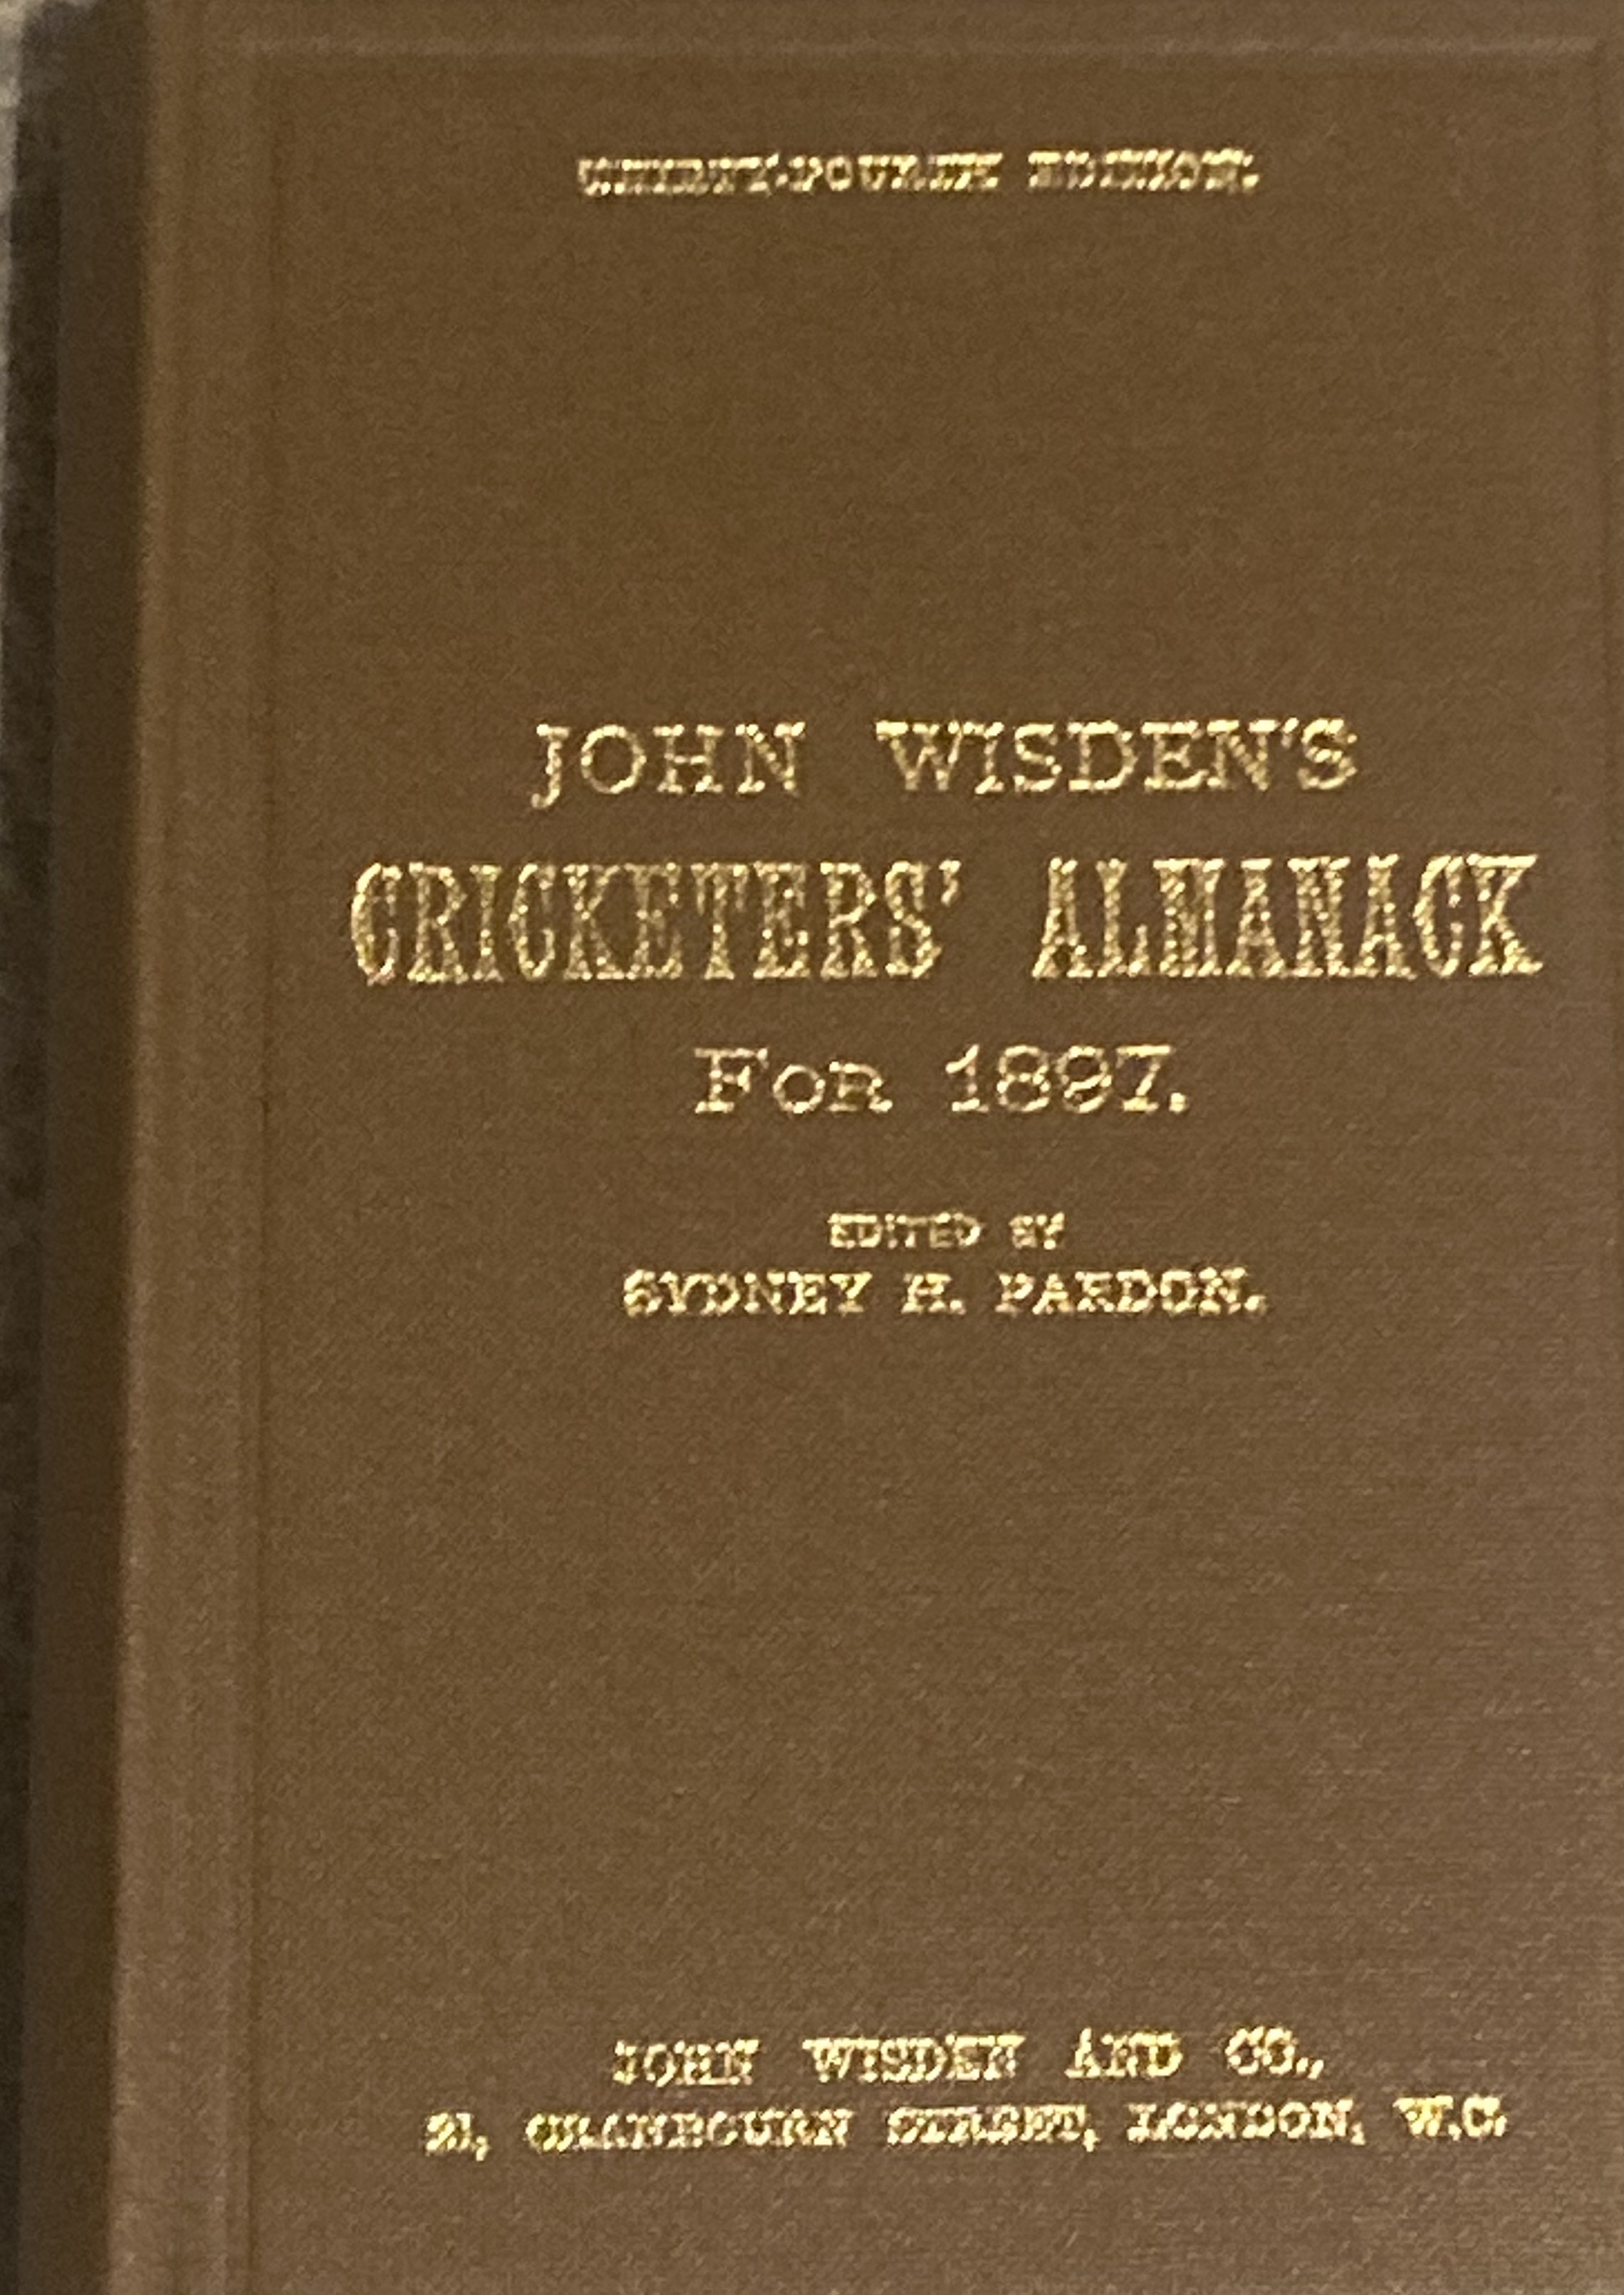 THIRTY-FOURTH EDITION.
JOHN WISDEN'S
CRICKETERS' ALMANACK
FOR 1897.
EDITED BY
SYDNEY H. PARDON.
JOHN WISDEN AND CO.,
21, CRANBOURN STREET, LONDON, W.C.